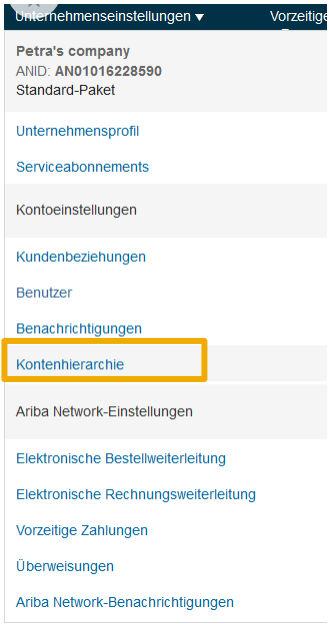 Unternehmenseinstellungen ▼ Vorzeitige
Petra's company
ANID: AN01016228590
Standard-Paket
Unternehmensprofil
Serviceabonnements
Kontoeinstellungen
Kundenbeziehungen
Benutzer
Benachrichtigungen
Kontenhierarchie
Ariba Network-Einstellungen
Elektronische Bestellweiterleitung
Elektronische Rechnungsweiterleitung
Vorzeitige Zahlungen
Überweisungen
Ariba Network-Benachrichtigungen